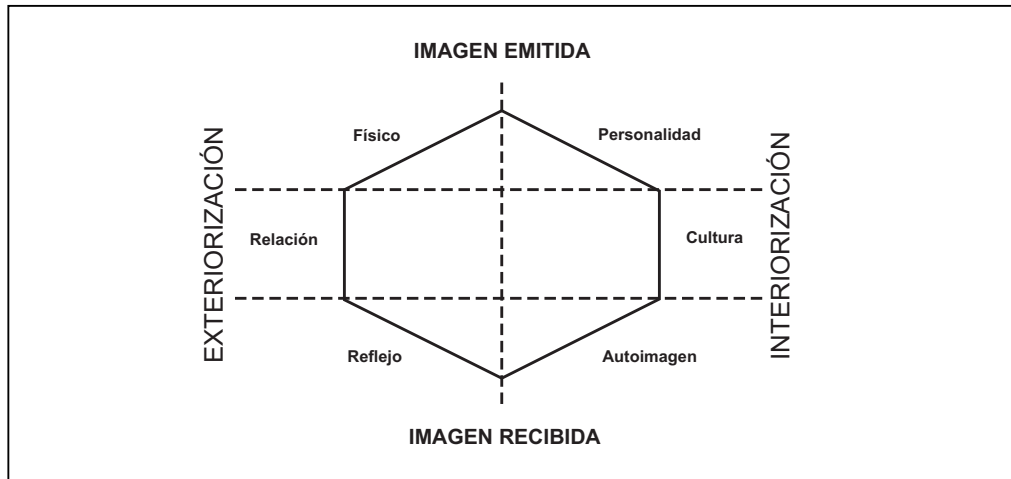 IMAGEN EMITIDA
Físico
Personalidad
EXTERIORIZACIÓN
INTERIORIZACIÓN
Relación
Cultura
Reflejo
Autoimagen
IMAGEN RECIBIDA